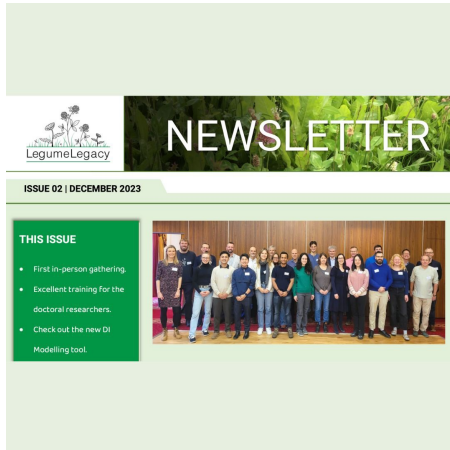 NEWSLETTER
LegumeLegacy
ISSUE 02 | DECEMBER 2023
THIS ISSUE
First in-person gathering.
Excellent training for the
doctoral researchers.
Check out the new DI
Modelling tool.